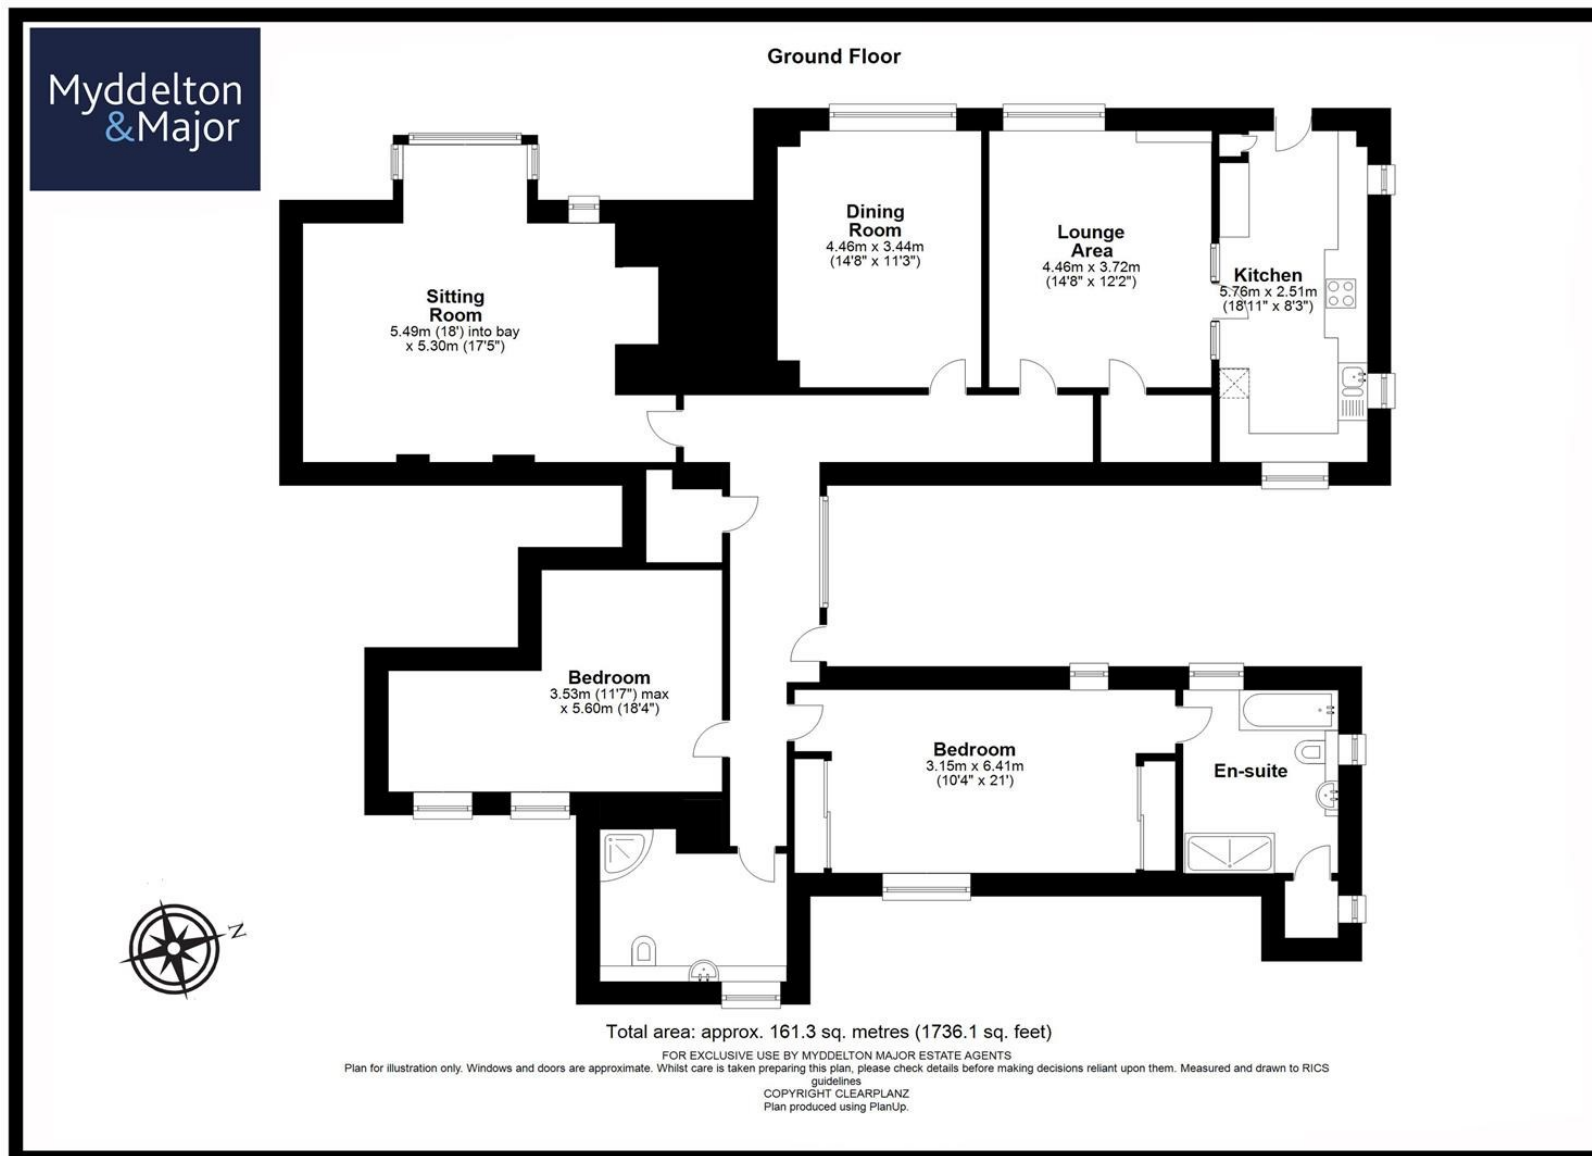 Myddelton
&Major
Ground Floor
Dining
Room
4.46m x 3.44m
(14'8" x 11'3")
Lounge
Area
4.46m x 3.72m
(14'8" x 12'2")
Kitchen
5.76m x 2.51m
(18'11" x 8'3")
Sitting
Room
5.49m (18') into bay
x 5.30m (17'5")
Bedroom
3.53m (11'7") max
x 5.60m (18'4")
Bedroom
3.15m x 6.41m
(10'4" x 21')
En-suite
N
Total area: approx. 161.3 sq. metres (1736.1 sq. feet)
FOR EXCLUSIVE USE BY MYDDELTON MAJOR ESTATE AGENTS
Plan for illustration only. Windows and doors are approximate. Whilst care is taken preparing this plan, please check details before making decisions reliant upon them. Measured and drawn to RICS
guidelines
COPYRIGHT CLEARPLANZ
Plan produced using PlanUp.